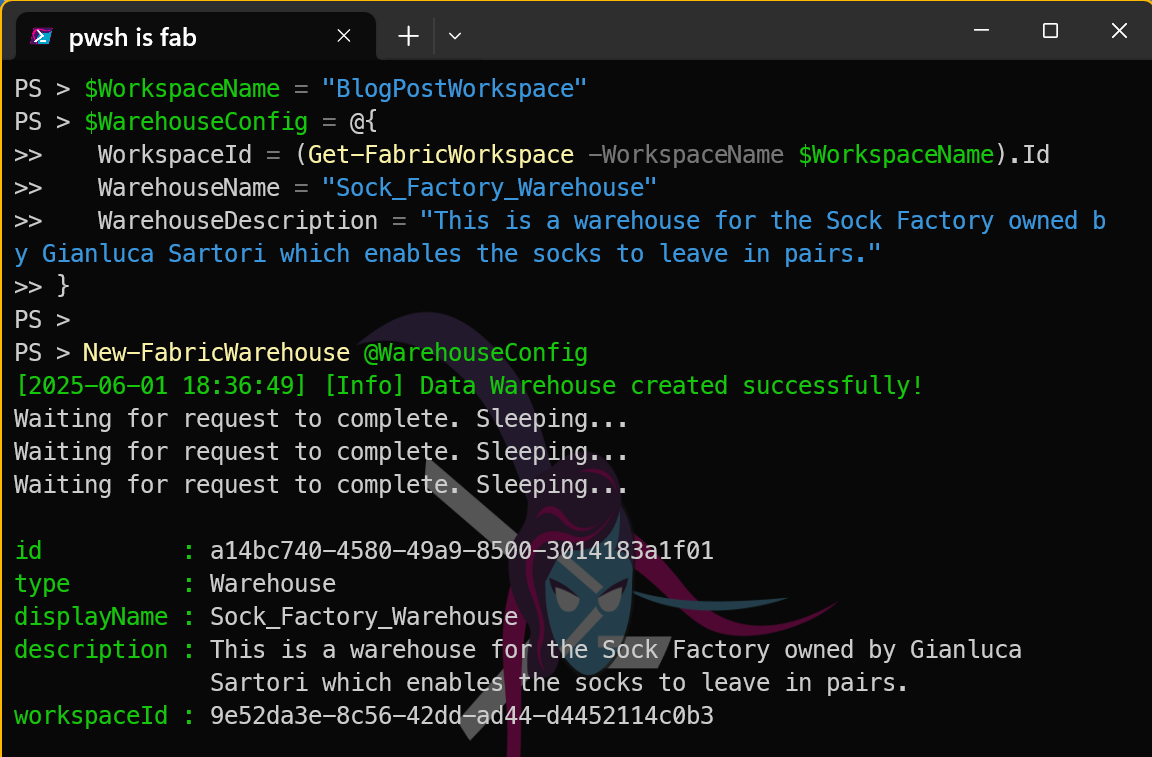 pwsh is fab
PS > $WorkspaceName = "BlogPostWorkspace"
PS > $WarehouseConfig = @{
>>    WorkspaceId = (Get-FabricWorkspace -WorkspaceName $WorkspaceName).Id
>>    WarehouseName = "Sock_Factory_Warehouse"
>>    WarehouseDescription = "This is a warehouse for the Sock Factory owned b
y Gianluca Sartori which enables the socks to leave in pairs."
>> }
PS >
PS > New-FabricWarehouse @WarehouseConfig
[2025-06-01 18:36:49] [Info] Data Warehouse created successfully!
Waiting for request to complete. Sleeping...
Waiting for request to complete. Sleeping...
Waiting for request to complete. Sleeping...
id          : a14bc740-4580-49a9-8500-3014183a1f01
type        : Warehouse
displayName : Sock_Factory_Warehouse
description : This is a warehouse for the Sock Factory owned by Gianluca
              Sartori which enables the socks to leave in pairs.
workspaceId : 9e52da3e-8c56-42dd-ad44-d4452114c0b3